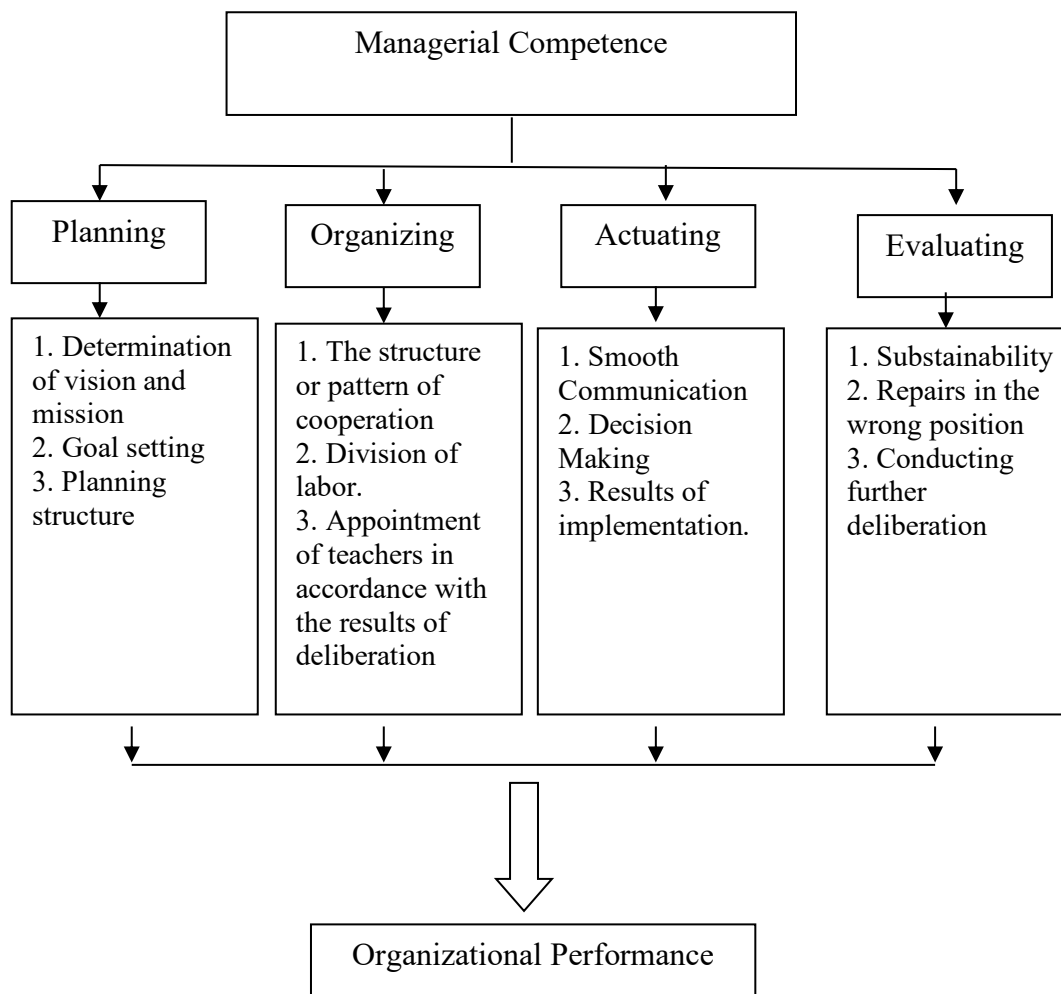 Managerial Competence
Planning
Organizing
Actuating
Evaluating
1. Determination
of vision and
mission
2. Goal setting
3. Planning
structure
1. The structure
or pattern of
cooperation
2. Division of
labor.
3. Appointment
of teachers in
accordance with
the results of
deliberation
1. Smooth
Communication
2. Decision
Making
3. Results of
implementation.
1. Substainability
2. Repairs in the
wrong position
3. Conducting
further
deliberation
Organizational Performance